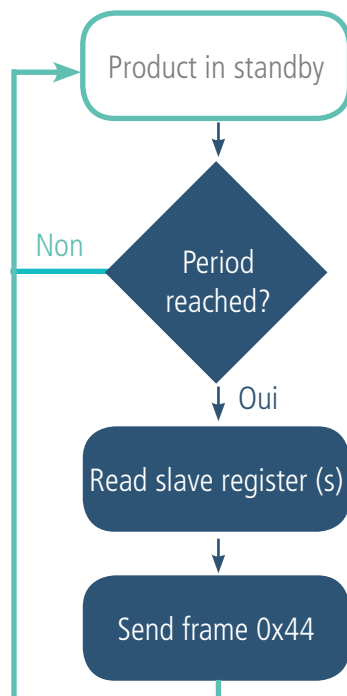 Product in standby
Non
Period
reached?
Oui
Read slave register (s)
Send frame 0x44